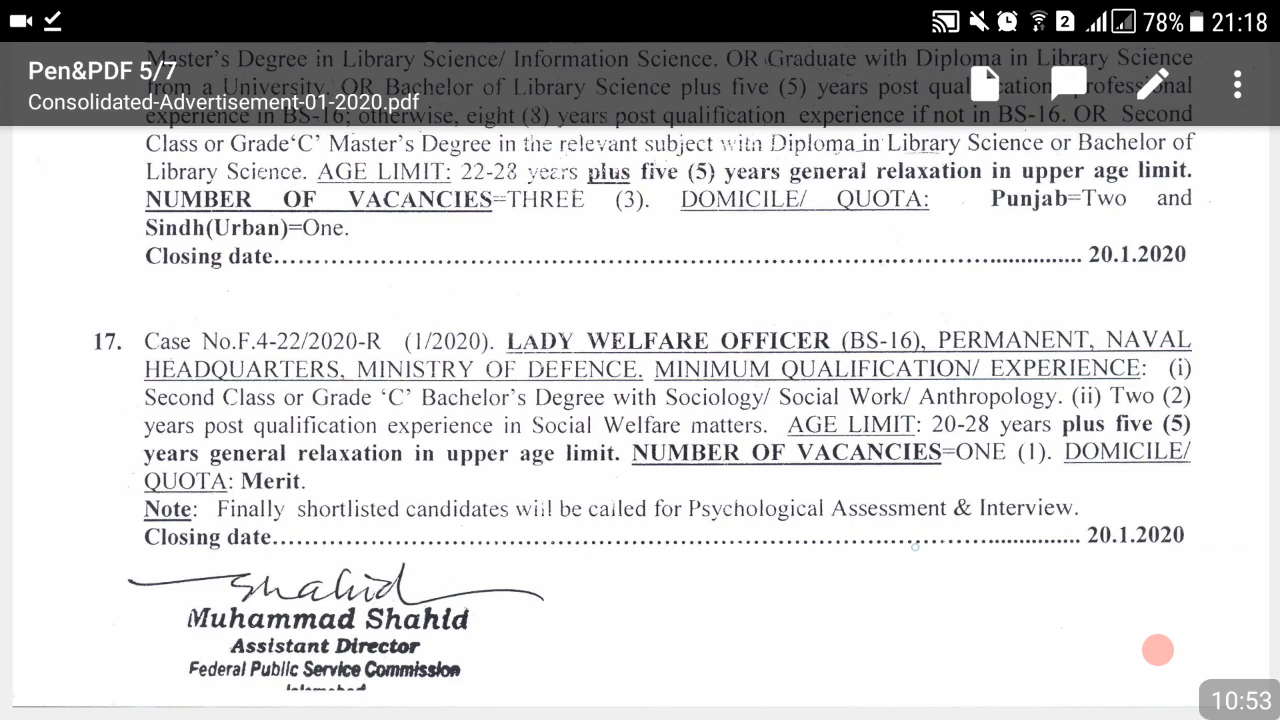 78% 21:18
Pen&PDF 5/7
Consolidated-Advertisement-01-2020.pdf
Master's Degree in Library Science/ Information Science. OR Graduate with Diploma in Library Science
from a University. OR Bachelor of Library Science plus five (5) years post qualification professional
experience in BS-16; otherwise, eight (8) years post qualification experience if not in BS-16. OR Second
Class or Grade‘C’ Master’s Degree in the relevant subject with Diploma in Library Science or Bachelor of
Library Science. AGE LIMIT: 22-28 years plus five (5) years general relaxation in upper age limit.
NUMBER OF VACANCIES=THREE (3). DOMICILE/ QUOTA: Punjab=Two and
Sindh(Urban)=One.
Closing date.......................................................................................... 20.1.2020
17. Case No.F.4-22/2020-R (1/2020). LADY WELFARE OFFICER (BS-16), PERMANENT, NAVAL
HEADQUARTERS, MINISTRY OF DEFENCE. MINIMUM QUALIFICATION/ EXPERIENCE: (i)
Second Class or Grade ‘C’ Bachelor’s Degree with Sociology/ Social Work/ Anthropology. (ii) Two (2)
years post qualification experience in Social Welfare matters. AGE LIMIT: 20-28 years plus five (5)
years general relaxation in upper age limit. NUMBER OF VACANCIES=ONE (1). DOMICILE/
QUOTA: Merit.
Note: Finally shortlisted candidates will be called for Psychological Assessment & Interview.
Closing date.......................................................................................... 20.1.2020
Shahid
Muhammad Shahid
Assistant Director
Federal Public Service Commission
Islamabad
10:53